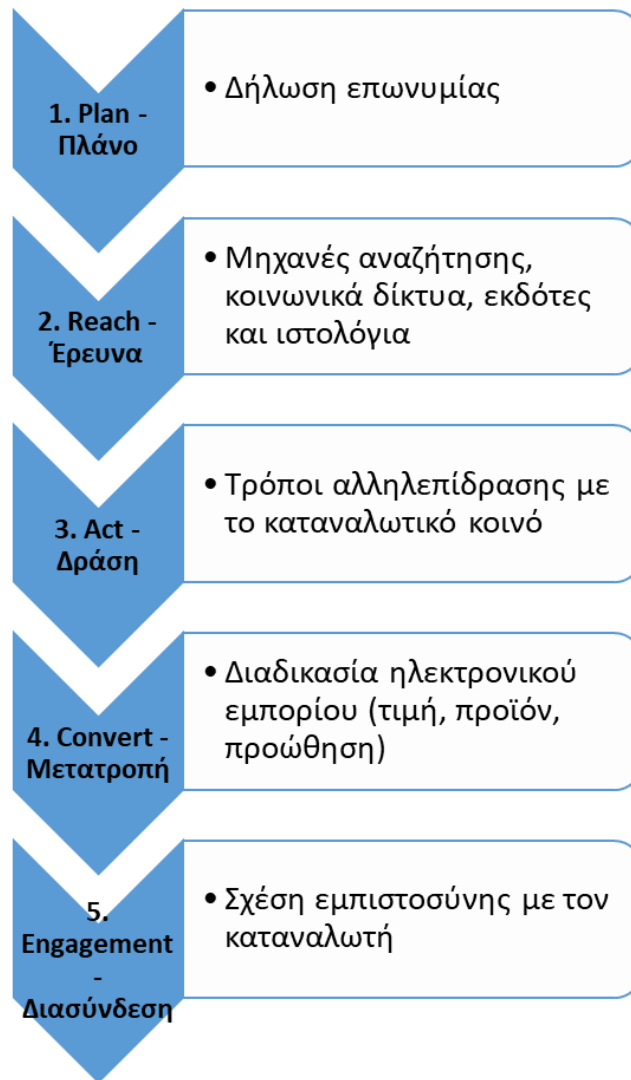 1. Plan -
Πλάνο
• Δήλωση επωνυμίας
2. Reach -
Έρευνα
• Μηχανές αναζήτησης,
κοινωνικά δίκτυα, εκδότες
και ιστολόγια
3. Act -
Δράση
• Τρόποι αλληλεπίδρασης με
το καταναλωτικό κοινό
4. Convert -
Μετατροπή
• Διαδικασία ηλεκτρονικού
εμπορίου (τιμή, προϊόν,
προώθηση)
5.
Engagement
-
Διασύνδεση
• Σχέση εμπιστοσύνης με τον
καταναλωτή